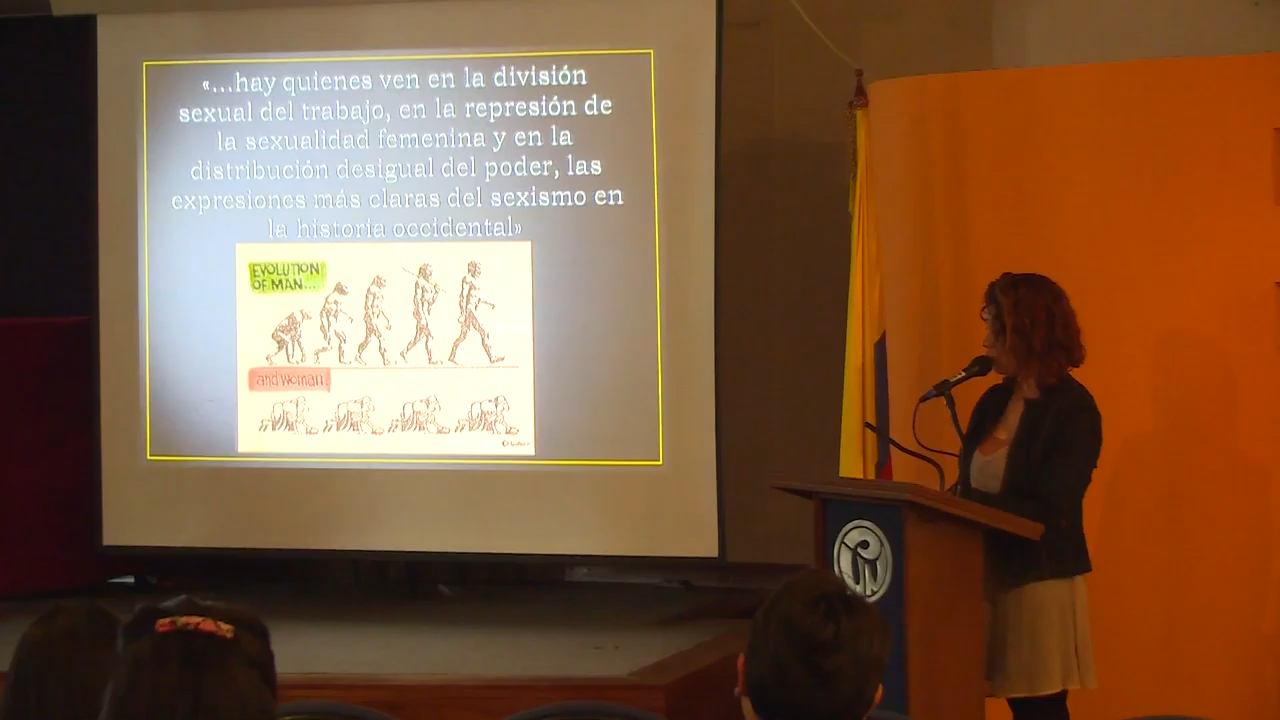 «...hay quienes ven en la división
sexual del trabajo, en la represión de
la sexualidad femenina y en la
distribución desigual del poder, las
expresiones más claras del sexismo en
la historia occidental»
EVOLUTION
OF MAN...
and woman.